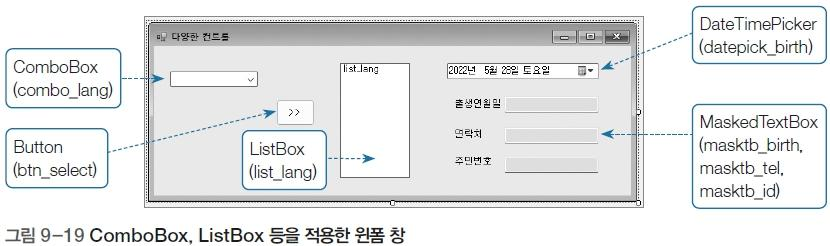 다양한 컨트롤
ComboBox
(combo_lang)
Button
(btn_select)
>>
ListBox
(list_lang)
list_lang
2022년 5월 28일 토요일
출생연월일
연락처
주민번호
DateTimePicker
(datepick_birth)
MaskedTextBox
(masktb_birth,
masktb_tel,
masktb_id)
그림 9-19 ComboBox, ListBox 등을 적용한 윈폼 창